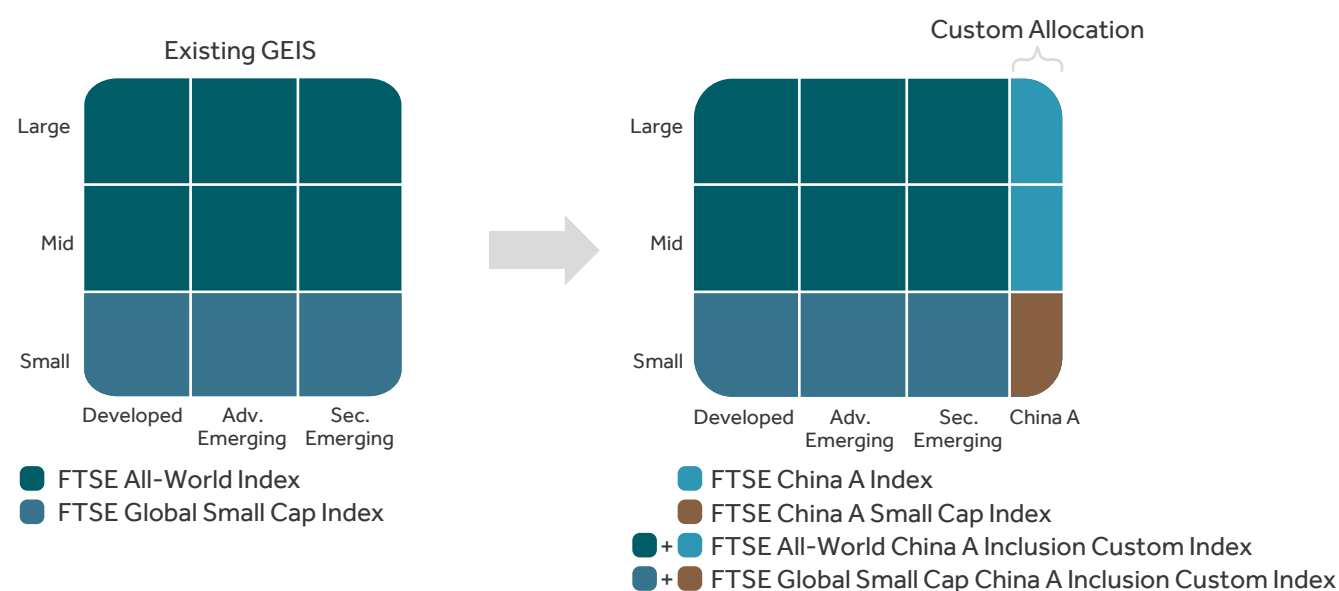 Existing GEIS
Large
Mid
Small
Developed
Adv.
Emerging
Sec.
Emerging
FTSE All-World Index
FTSE Global Small Cap Index
Custom Allocation
Large
Mid
Small
Developed
Adv.
Emerging
Sec.
Emerging
China A
FTSE China A Index
FTSE China A Small Cap Index
+ FTSE All-World China A Inclusion Custom Index
+ FTSE Global Small Cap China A Inclusion Custom Index